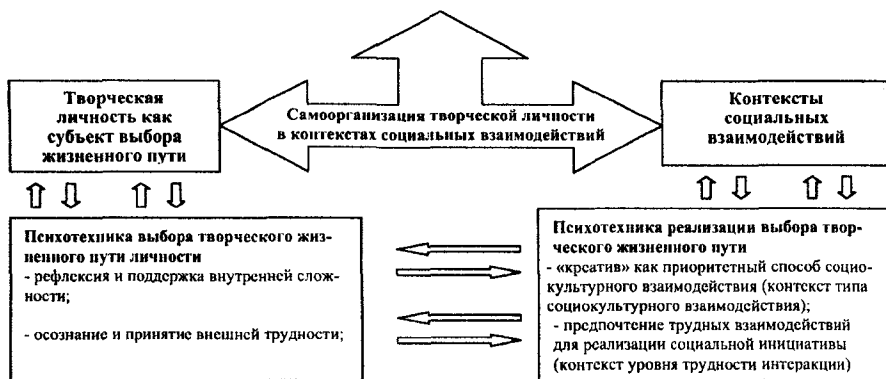 Творческая
личность как
субъект выбора
жизненного пути
Самоорганизация творческой личности
в контекстах социальных взаимодействий
Контексты
социальных
взаимодействий
Психотехника выбора творческого жиз-
ненного пути личности
- рефлексия и поддержка внутренней слож-
ности;
- осознание и принятие внешней трудности;
Психотехника реализации выбора твор-
ческого жизненного пути
- «креатив» как приоритетный способ социо-
культурного взаимодействия (контекст типа
социокультурного взаимодействия);
- предпочтение трудных взаимодействий
для реализации социальной инициативы
(контекст уровня трудности интеракции)